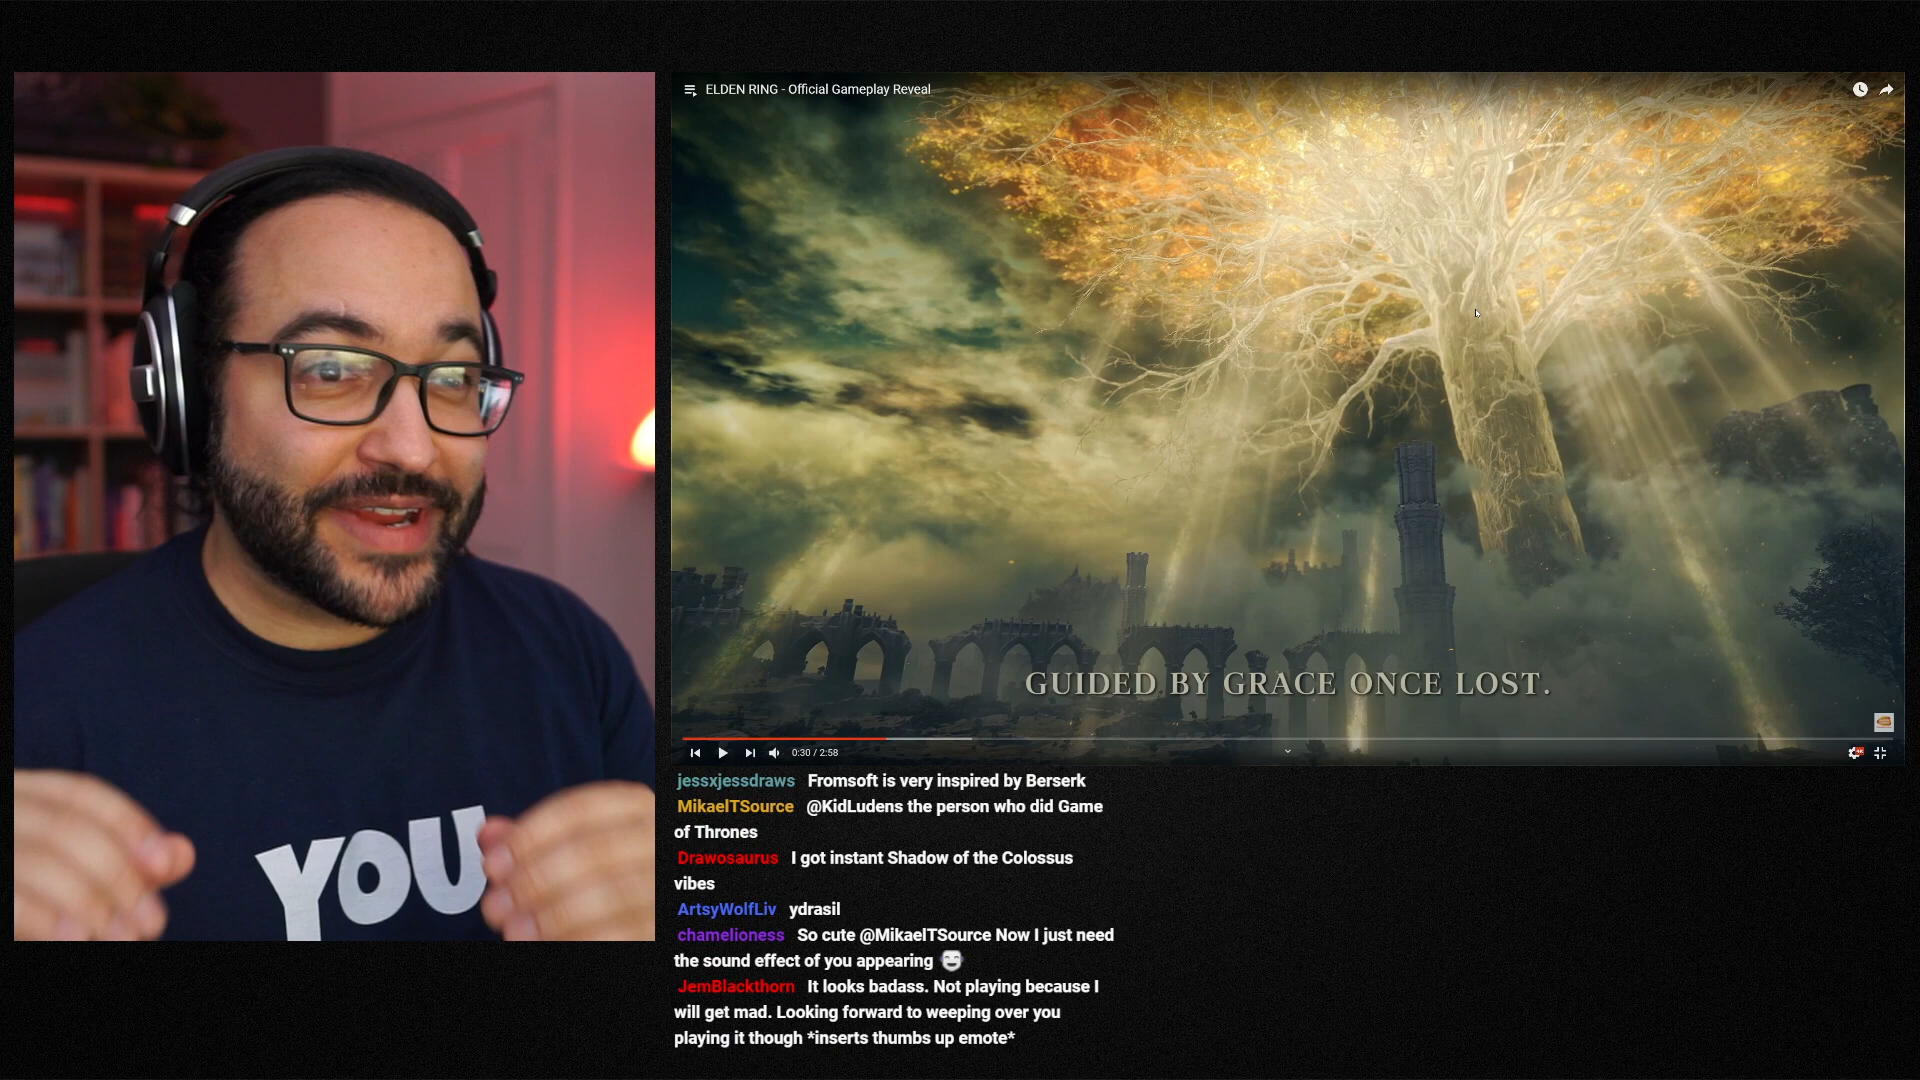 ELDEN RING - Official Gameplay Reveal
GUIDED BY GRACE ONCE LOST.
0:30 / 2:58
YOU
jessxjessdraws Fromsoft is very inspired by Berserk
MikaelTSource @KidLudens the person who did Game
of Thrones
Drawosaurus I got instant Shadow of the Colossus
vibes
ArtsyWolfLiv ydrasil
chamelioness So cute @MikaelTSource Now I just need
the sound effect of you appearing
JemBlackthorn It looks badass. Not playing because I
will get mad. Looking forward to weeping over you
playing it though *inserts thumbs up emote*